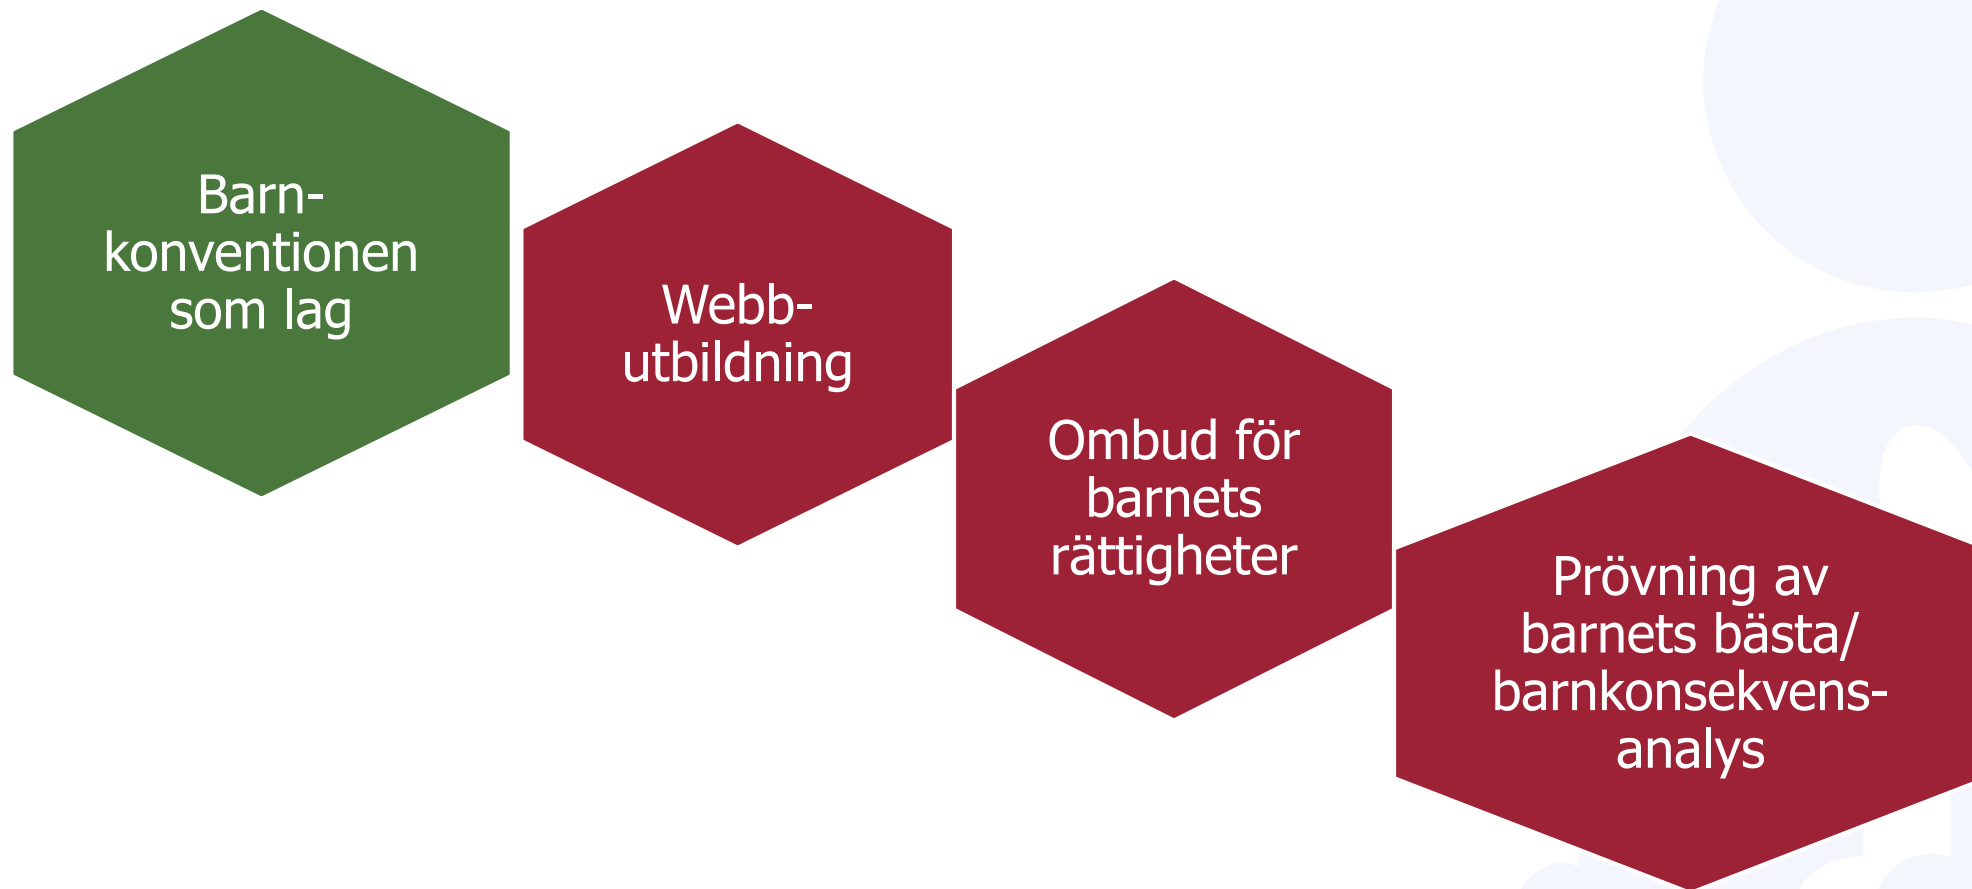 Barn-
konventionen
som lag
Webb-
utbildning
Ombud för
barnets
rättigheter
Prövning av
barnets bästa/
barnkonsekvens-
analys